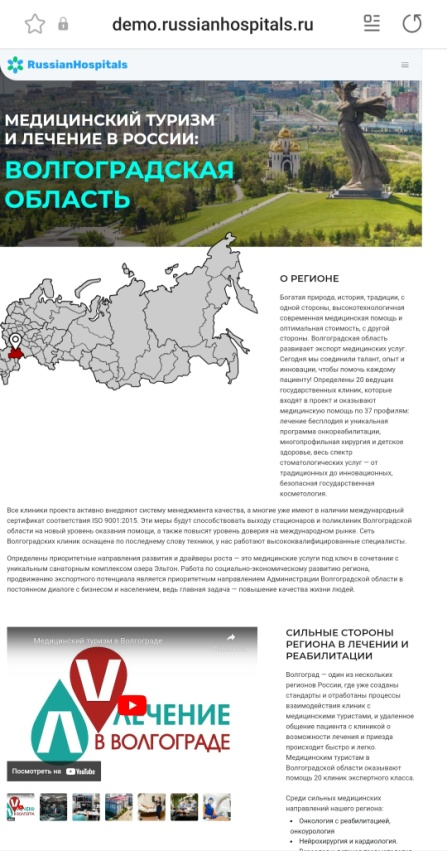 demo.russianhospitals.ru
RussianHospitals
МЕДИЦИНСКИЙ ТУРИЗМ
И ЛЕЧЕНИЕ В РОССИИ:
ВОЛГОГРАДСКАЯ
ОБЛАСТЬ
О РЕГИОНЕ
Богатая природа, история, традиции, с
одной стороны, высокотехнологичная
современная медицинская помощь и
оптимальная стоимость, с другой
стороны. Волгоградская область
развивает экспорт медицинских услуг.
Сегодня мы соединили талант, опыт и
инновации, чтобы помочь каждому
пациенту! Определены 20 ведущих
государственных клиник, которые
входят в проект и оказывают
медицинскую помощь по 37 профилям:
лечение бесплодия и уникальная
программа онкореабилитации,
многопрофильная хирургия и детское
здоровье, весь спектр
стоматологических услуг — от
традиционных до инновационных,
безопасная государственная
косметология.
Все клиники проекта активно внедряют систему менеджмента качества, а многие уже имеют в наличии международный
сертификат соответствия ISO 9001:2015. Эти меры будут способствовать выходу стационаров и поликлиник Волгоградской
области на новый уровень оказания помощи, а также повысят уровень доверия на международном рынке. Сеть
Волгоградских клиник оснащена по последнему слову техники, у нас работают высококвалифицированные специалисты.
Определены приоритетные направления развития и драйверы роста — это медицинские услуги под ключ в сочетании с
уникальным санаторным комплексом озера Эльтон. Работа по социально-экономическому развитию региона,
продвижению экспортного потенциала является приоритетным направлением Администрации Волгоградской области в
постоянном диалоге с бизнесом и населением, ведь главная задача — повышение качества жизни людей.
Медицинский туризм в Волгограде
ЛЕЧЕНИЕ
В ВОЛГОГРАДЕ
Посмотреть на YouTube
СИЛЬНЫЕ СТОРОНЫ
РЕГИОНА В ЛЕЧЕНИИ И
РЕАБИЛИТАЦИИ
Волгоград — один из нескольких
регионов России, где уже созданы
стандарты и отработаны процессы
взаимодействия клиник с
медицинскими туристами, и удаленное
общение пациента с клиникой о
возможности лечения и приезда
происходит быстро и легко.
Медицинским туристам в
Волгоградской области оказывают
помощь 20 клиник экспертного класса.
Среди сильных медицинских
направлений нашего региона:
• Онкология с реабилитацией,
онкоурология
• Нейрохирургия и кардиология.